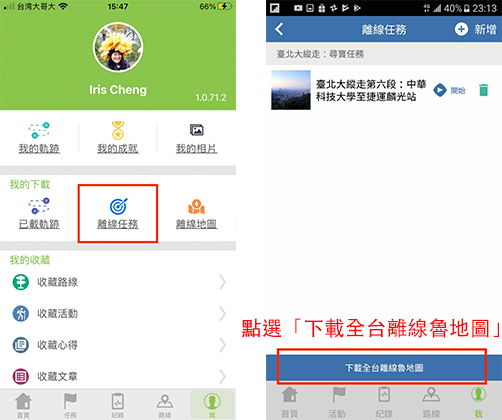 台灣大哥大
15:47
66%
Iris Cheng
1.0.71.2
我的軌跡
我的成就
我的相片
我的下載
已載軌跡
離線任務
離線地圖
我的收藏
收藏路線
收藏活動
收藏心得
收藏文章
首頁
任務
紀錄
路線
我
90%
23:13
離線任務
新增
臺北大縱走：尋寶任務
臺北大縱走第六段：中華
科技大學至捷運麟光站
開始
點選「下載全台離線魯地圖」
下載全台離線魯地圖
首頁
活動
紀錄
路線
我